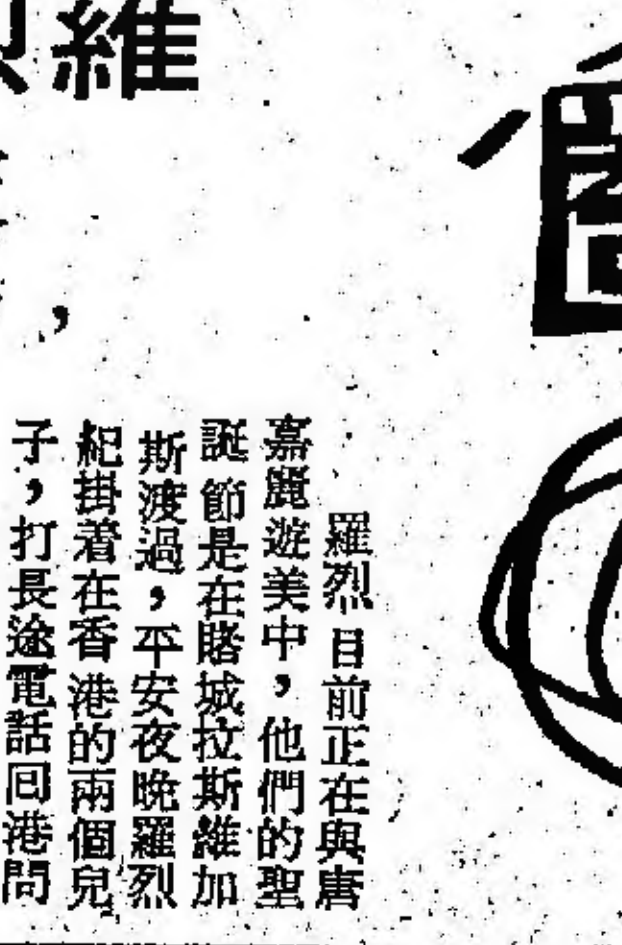 維
羅烈目前正在與唐
嘉麗遊美中，他們的聖
誕節是在賭城拉斯維加
斯渡過，平安夜晚羅烈
紀掛着在香港的兩個兒
子，打長途電話回港問